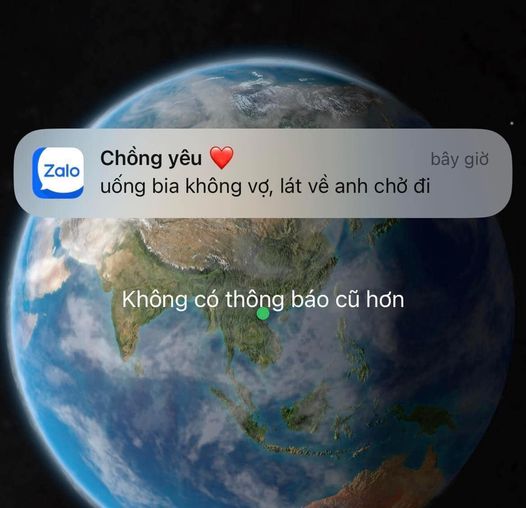 Zalo
Chồng yêu ❤️
bây giờ
uống bia không vợ, lát về anh chở đi
Không có thông báo cũ hơn